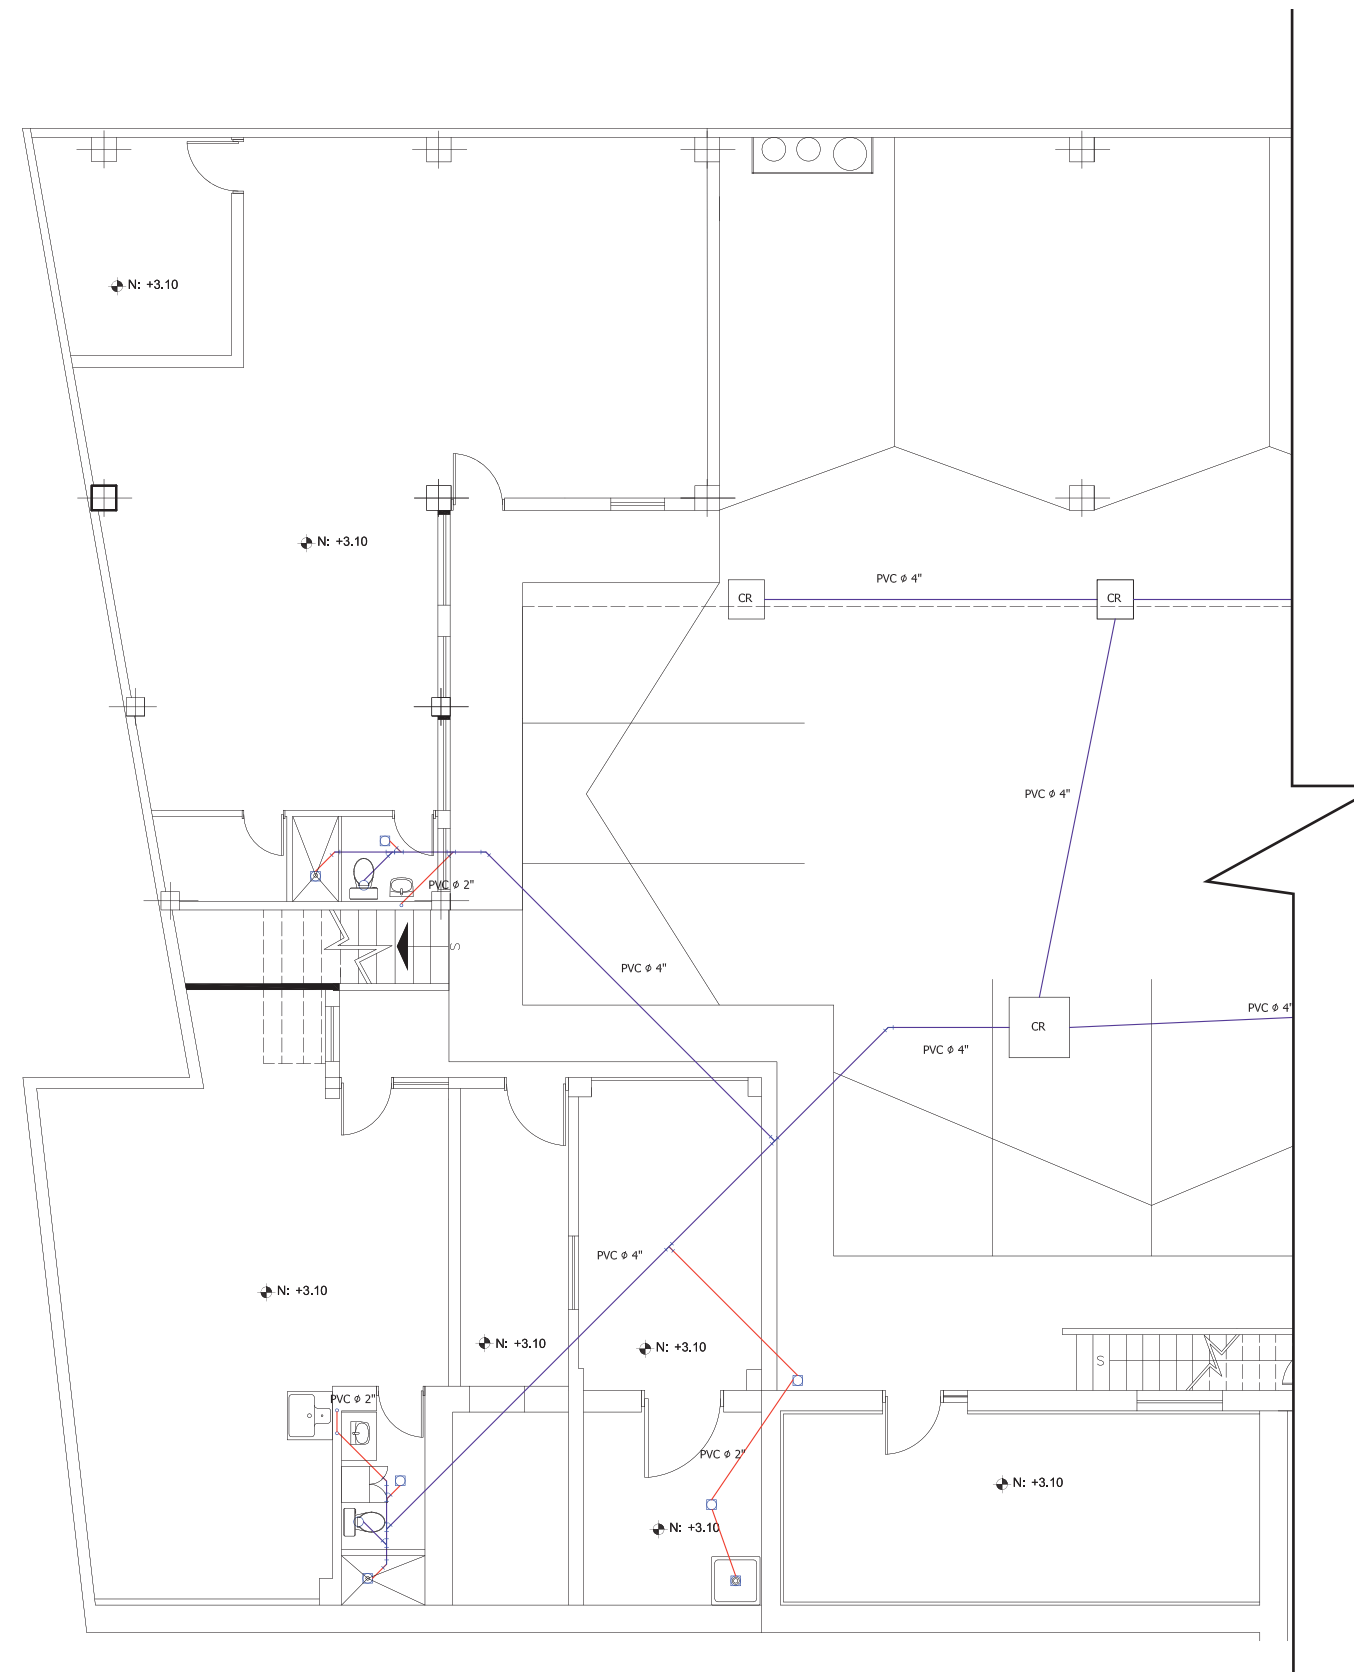 N: +3.10
N: +3.10
PVC ϕ 4"
CR
CR
PVC ϕ 4"
PVC ϕ 2"
S
PVC ϕ 4"
PVC ϕ 4"
CR
PVC ϕ 4"
PVC ϕ 4"
N: +3.10
N: +3.10
N: +3.10
S
PVC ϕ 2"
PVC ϕ 2"
N: +3.10
N: +3.10